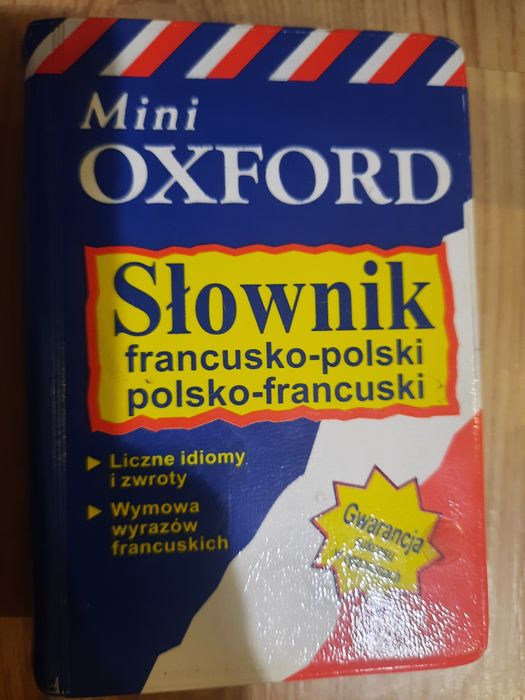 Mini
OXFORD
Słownik
francusko-polski
polsko-francuski
Liczne idiomy
i zwroty
Wymowa
wyrazów
francuskich
Gwarancja